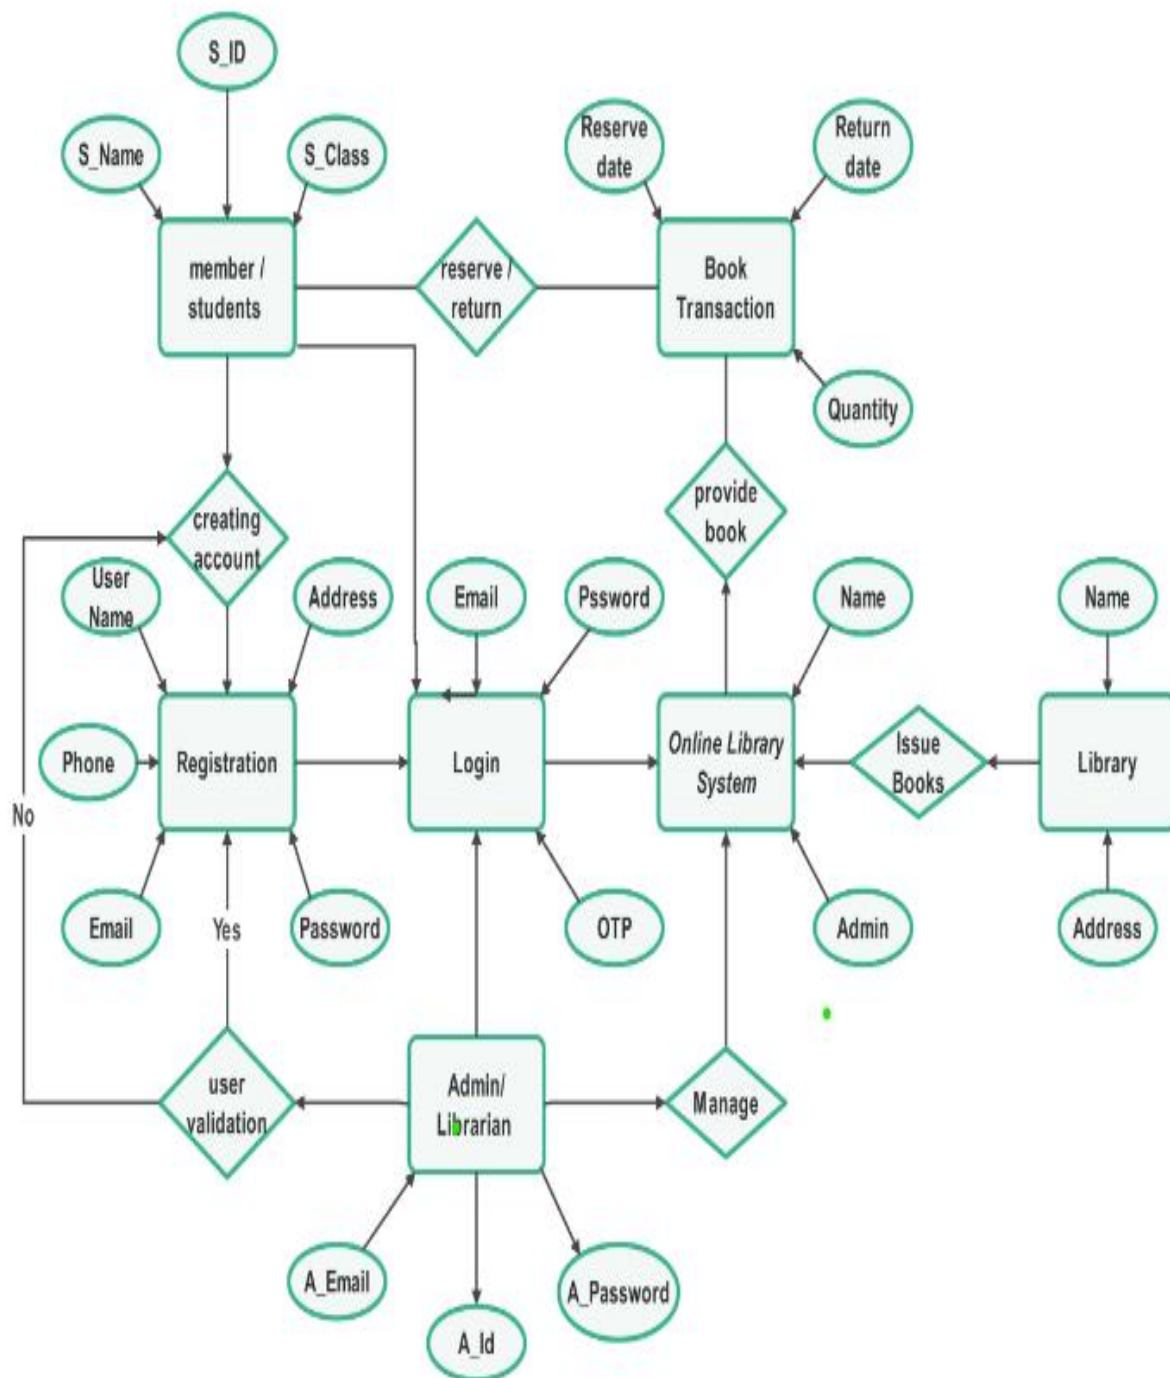 S_ID
S_Name
S_Class
Reserve
date
Return
date
member /
students
reserve /
return
Book
Transaction
Quantity
provide
book
creating
account
User
Name
Address
Email
Pssword
Name
Name
Phone
Registration
Login
Online Library
System
Issue
Books
Library
No
Email
Yes
Password
OTP
Admin
Address
user
validation
Admin/
Librarian
Manage
A_Email
A_Id
A_Password